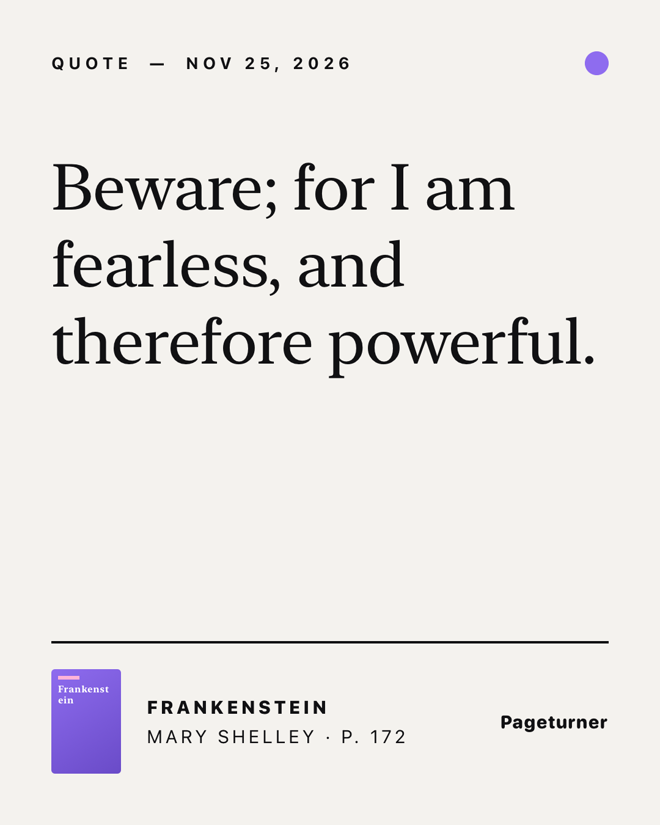 QUOTE — NOV 25, 2026
Beware; for I am
fearless, and
therefore powerful.
Frankenst
ein
FRANKENSTEIN
MARY SHELLEY · P. 172
Pageturner